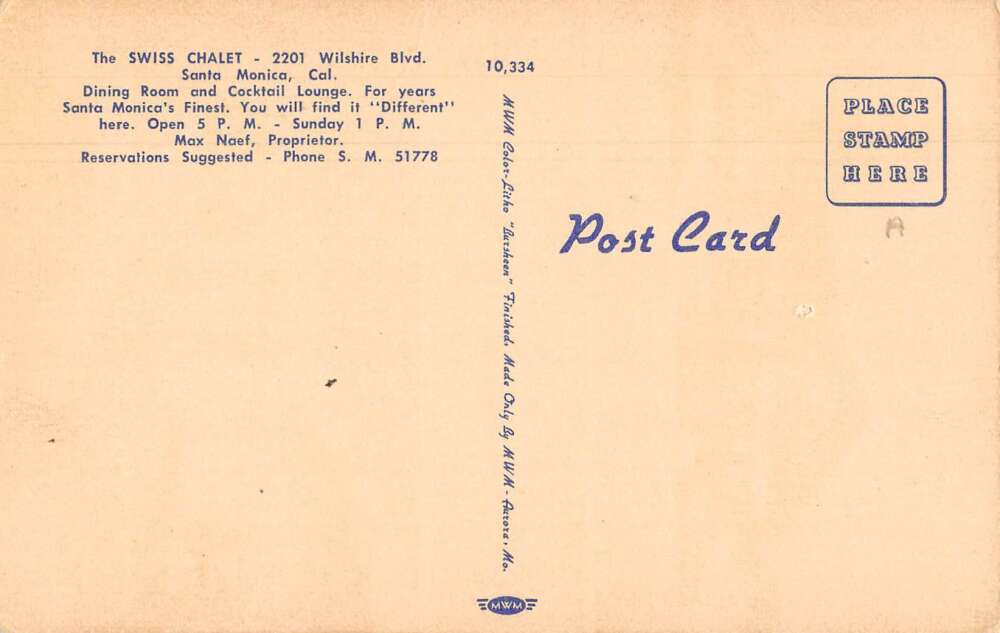 The SWISS CHALET - 2201 Wilshire Blvd.
Santa Monica, Cal.
Dining Room and Cocktail Lounge. For years
Santa Monica's Finest. You will find it "Different"
here. Open 5 P. M. - Sunday 1 P. M.
Max Naef, Proprietor.
Reservations Suggested - Phone S. M. 51778
10,334
MWM Color-Litho "Bursheen" Finished. Made Only By MWM - Aurora, Mo.
MWM
PLACE
STAMP
HERE
A
Post Card